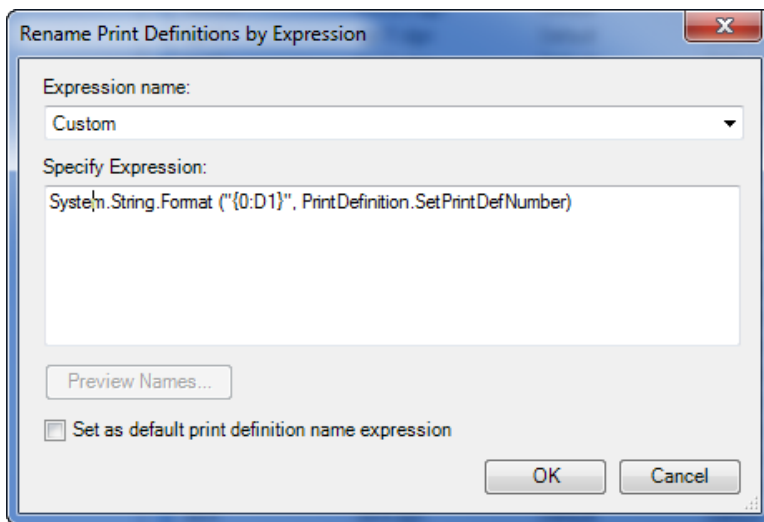 Rename Print Definitions by Expression
Expression name:
Custom
Specify Expression:
System.String.Format ("{0:D1}", PrintDefinition.SetPrintDefNumber)
Preview Names...
Set as default print definition name expression
OK Cancel